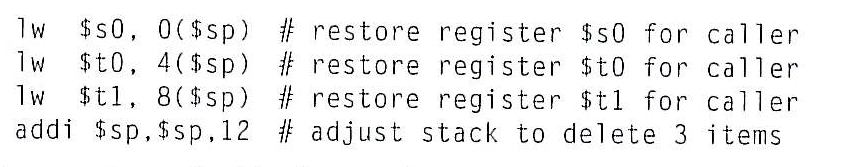 lw $s0, 0($sp) # restore register $s0 for caller
lw $t0, 4($sp) # restore register $t0 for caller
lw $t1, 8($sp) # restore register $t1 for caller
addi $sp,$sp,12 # adjust stack to delete 3 items